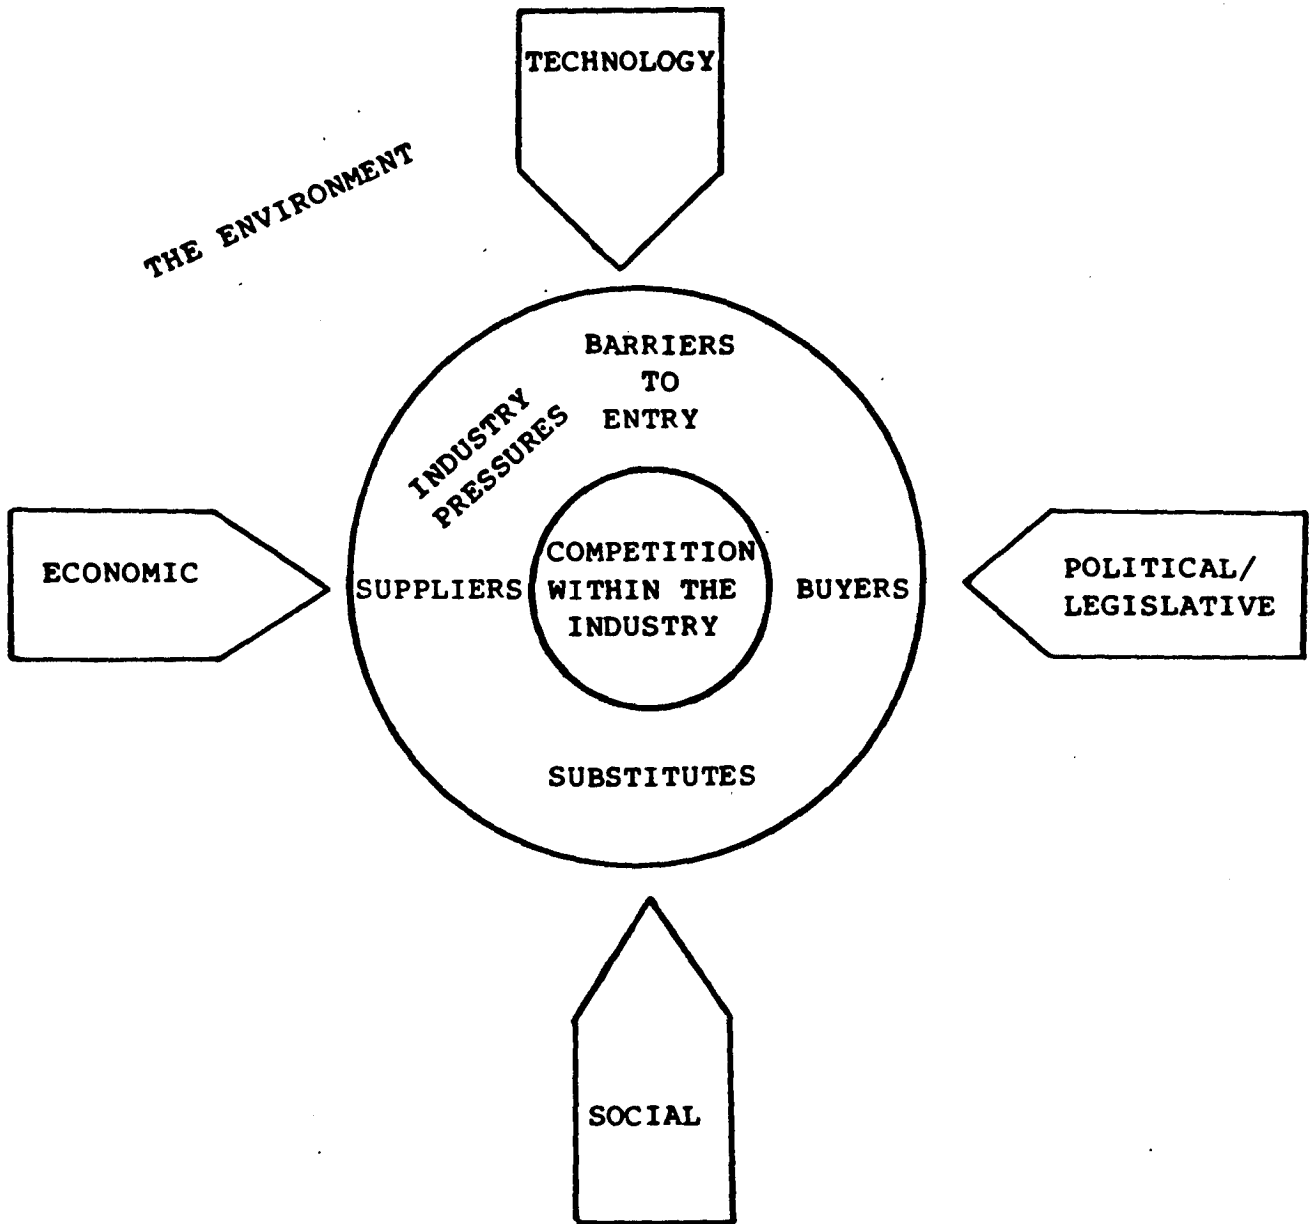 TECHNOLOGY
THE ENVIRONMENT
BARRIERS
TO
ENTRY
INDUSTRY
PRESSURES
ECONOMIC
SUPPLIERS
COMPETITION
WITHIN THE
INDUSTRY
BUYERS
POLITICAL/
LEGISLATIVE
SUBSTITUTES
SOCIAL